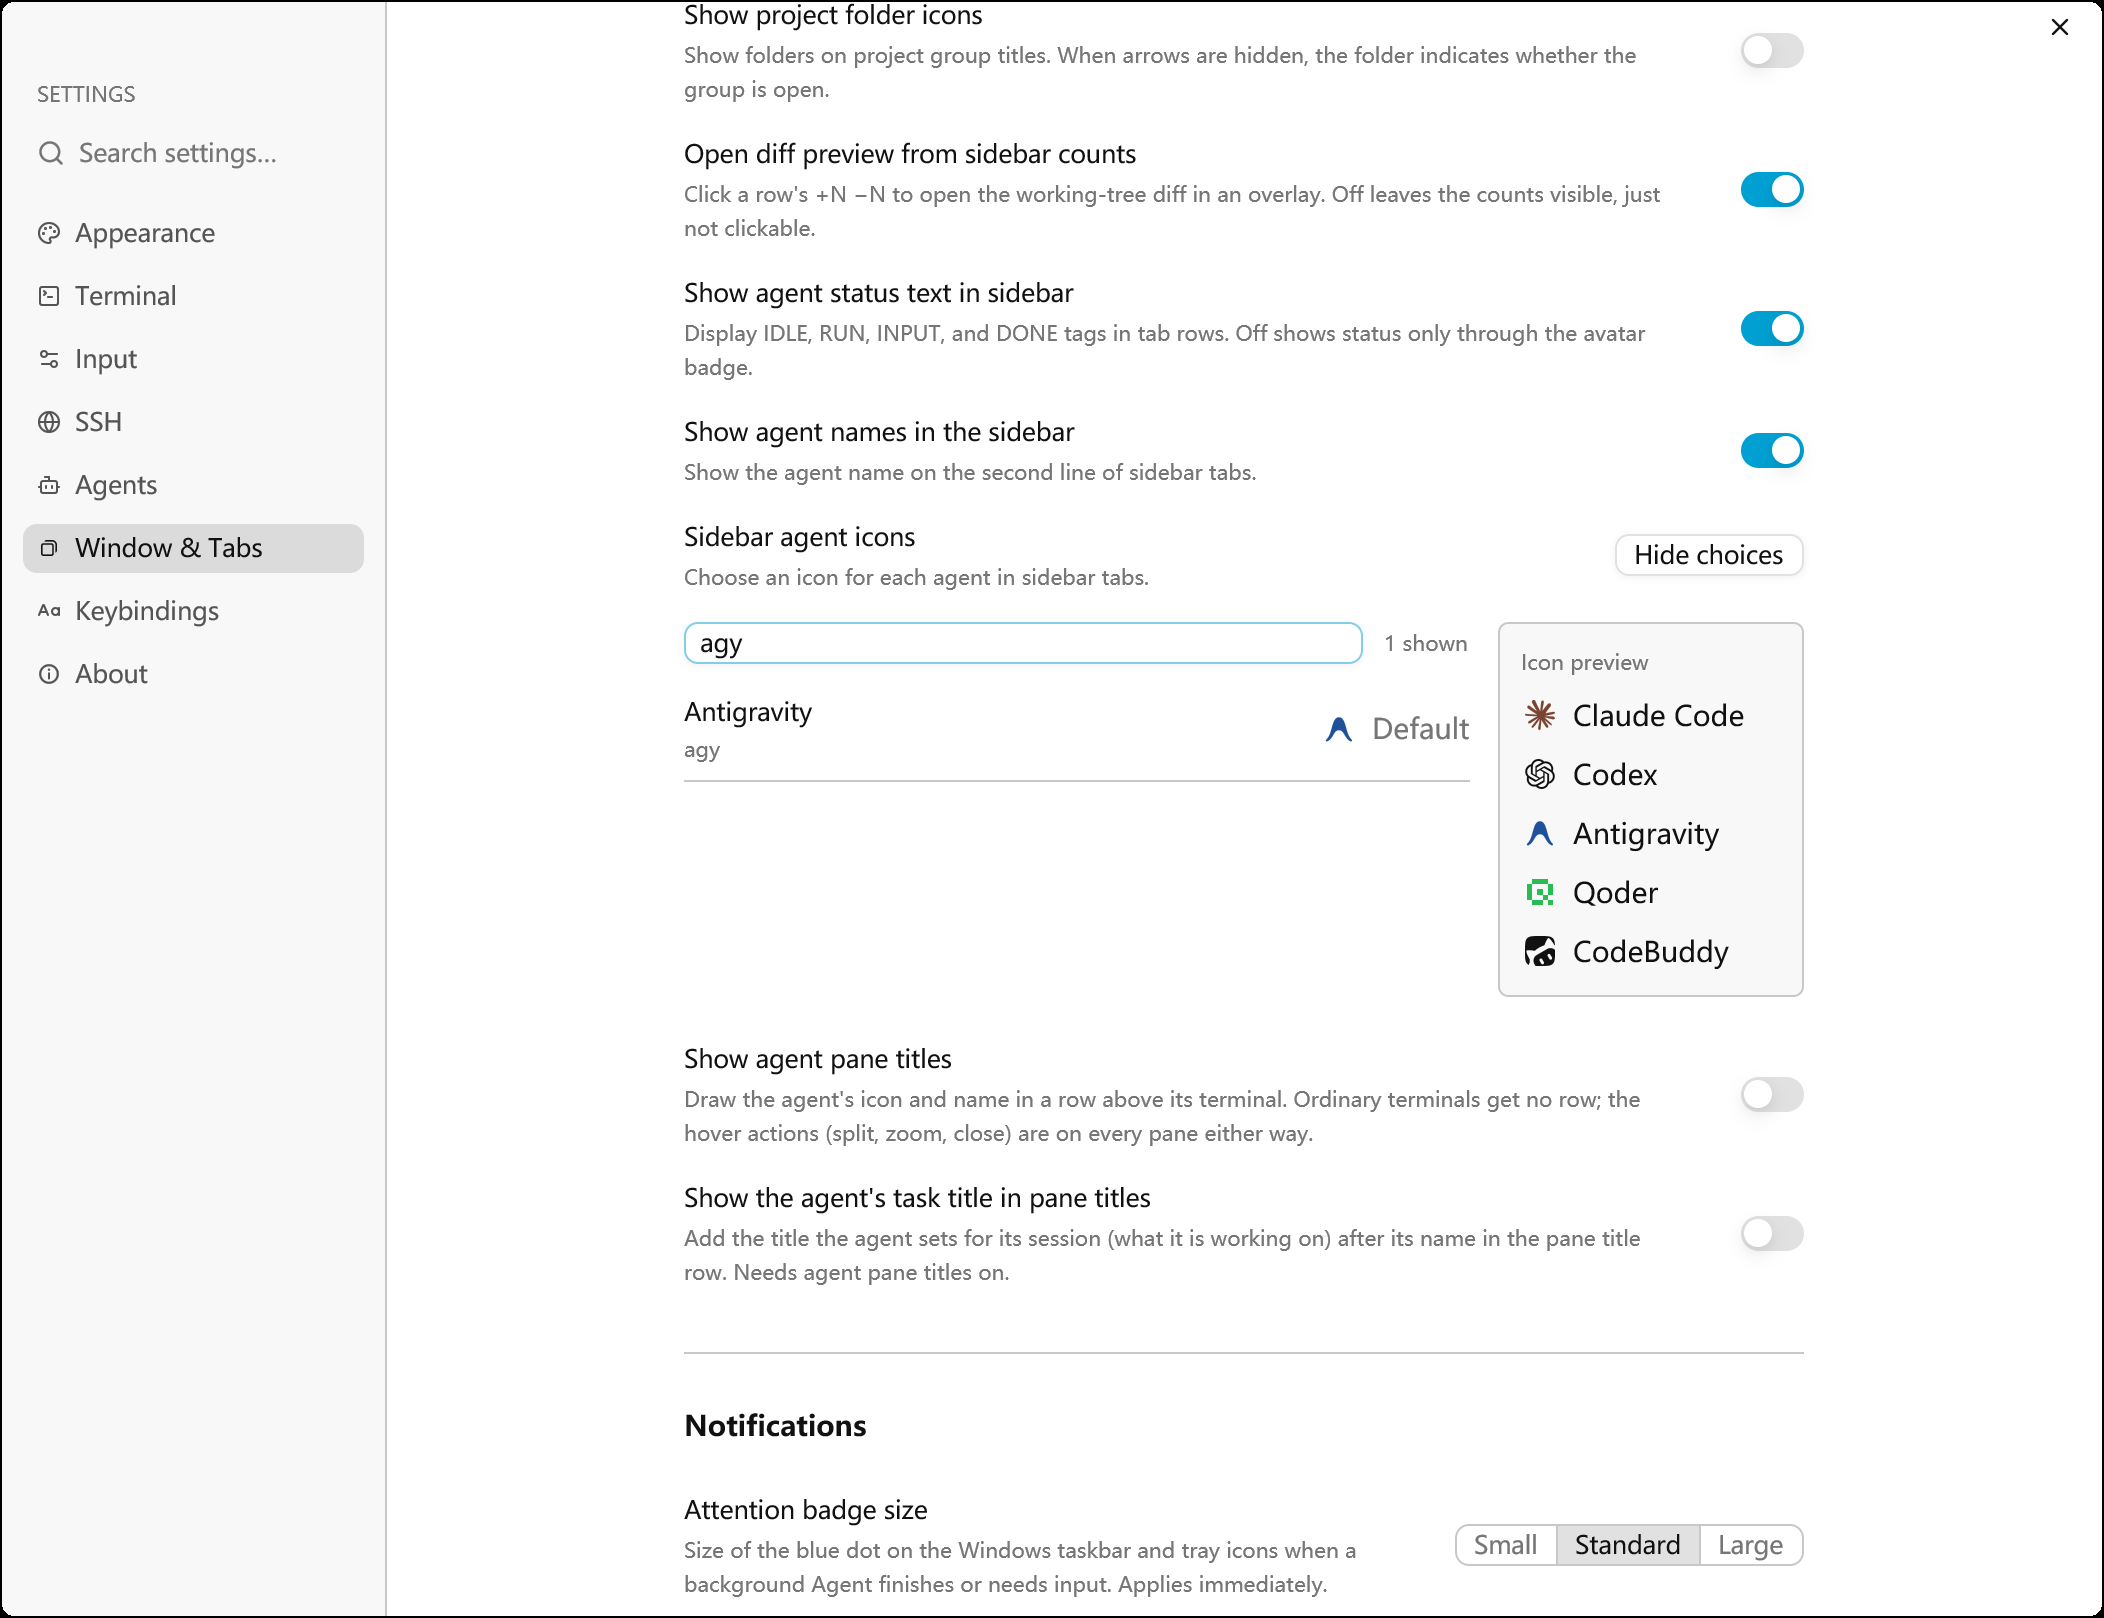 SETTINGS
Search settings...
Appearance
Terminal
Input
SSH
Agents
Window & Tabs
Keybindings
About
Show project folder icons
Show folders on project group titles. When arrows are hidden, the folder indicates whether the
group is open.
Open diff preview from sidebar counts
Click a row's +N −N to open the working-tree diff in an overlay. Off leaves the counts visible, just
not clickable.
Show agent status text in sidebar
Display IDLE, RUN, INPUT, and DONE tags in tab rows. Off shows status only through the avatar
badge.
Show agent names in the sidebar
Show the agent name on the second line of sidebar tabs.
Sidebar agent icons
Choose an icon for each agent in sidebar tabs.
Hide choices
agy
1 shown
Antigravity
agy
Default
Icon preview
Claude Code
Codex
Antigravity
Qoder
CodeBuddy
Show agent pane titles
Draw the agent's icon and name in a row above its terminal. Ordinary terminals get no row; the
hover actions (split, zoom, close) are on every pane either way.
Show the agent's task title in pane titles
Add the title the agent sets for its session (what it is working on) after its name in the pane title
row. Needs agent pane titles on.
Notifications
Attention badge size
Size of the blue dot on the Windows taskbar and tray icons when a
background Agent finishes or needs input. Applies immediately.
Small
Standard
Large